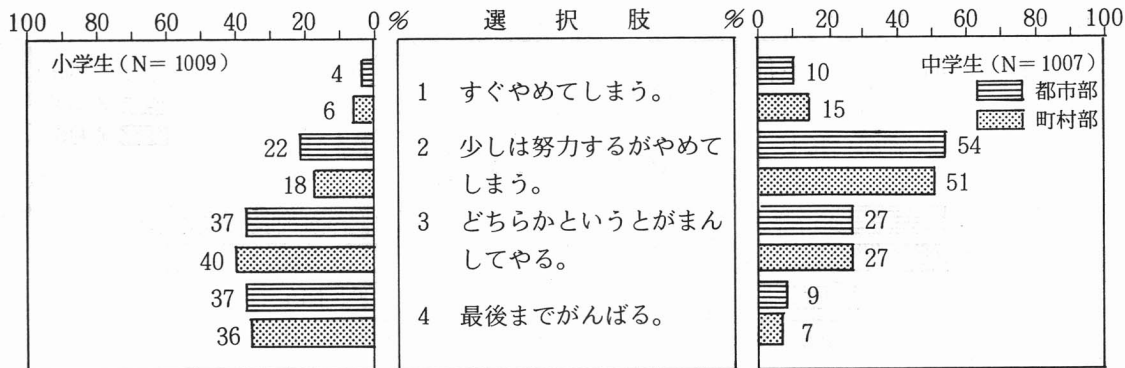 100 80 60 40 20 0 % 選択肢 % 0 20 40 60 80 100
小学生(N= 1009)
中学生(N= 1007)
都市部
町村部
4
6
22
18
37
40
37
36
1 すぐやめてしまう。
2 少しは努力するがやめて
しまう。
3 どちらかというとがまん
してやる。
4 最後までがんばる。
10
15
54
51
27
27
9
7